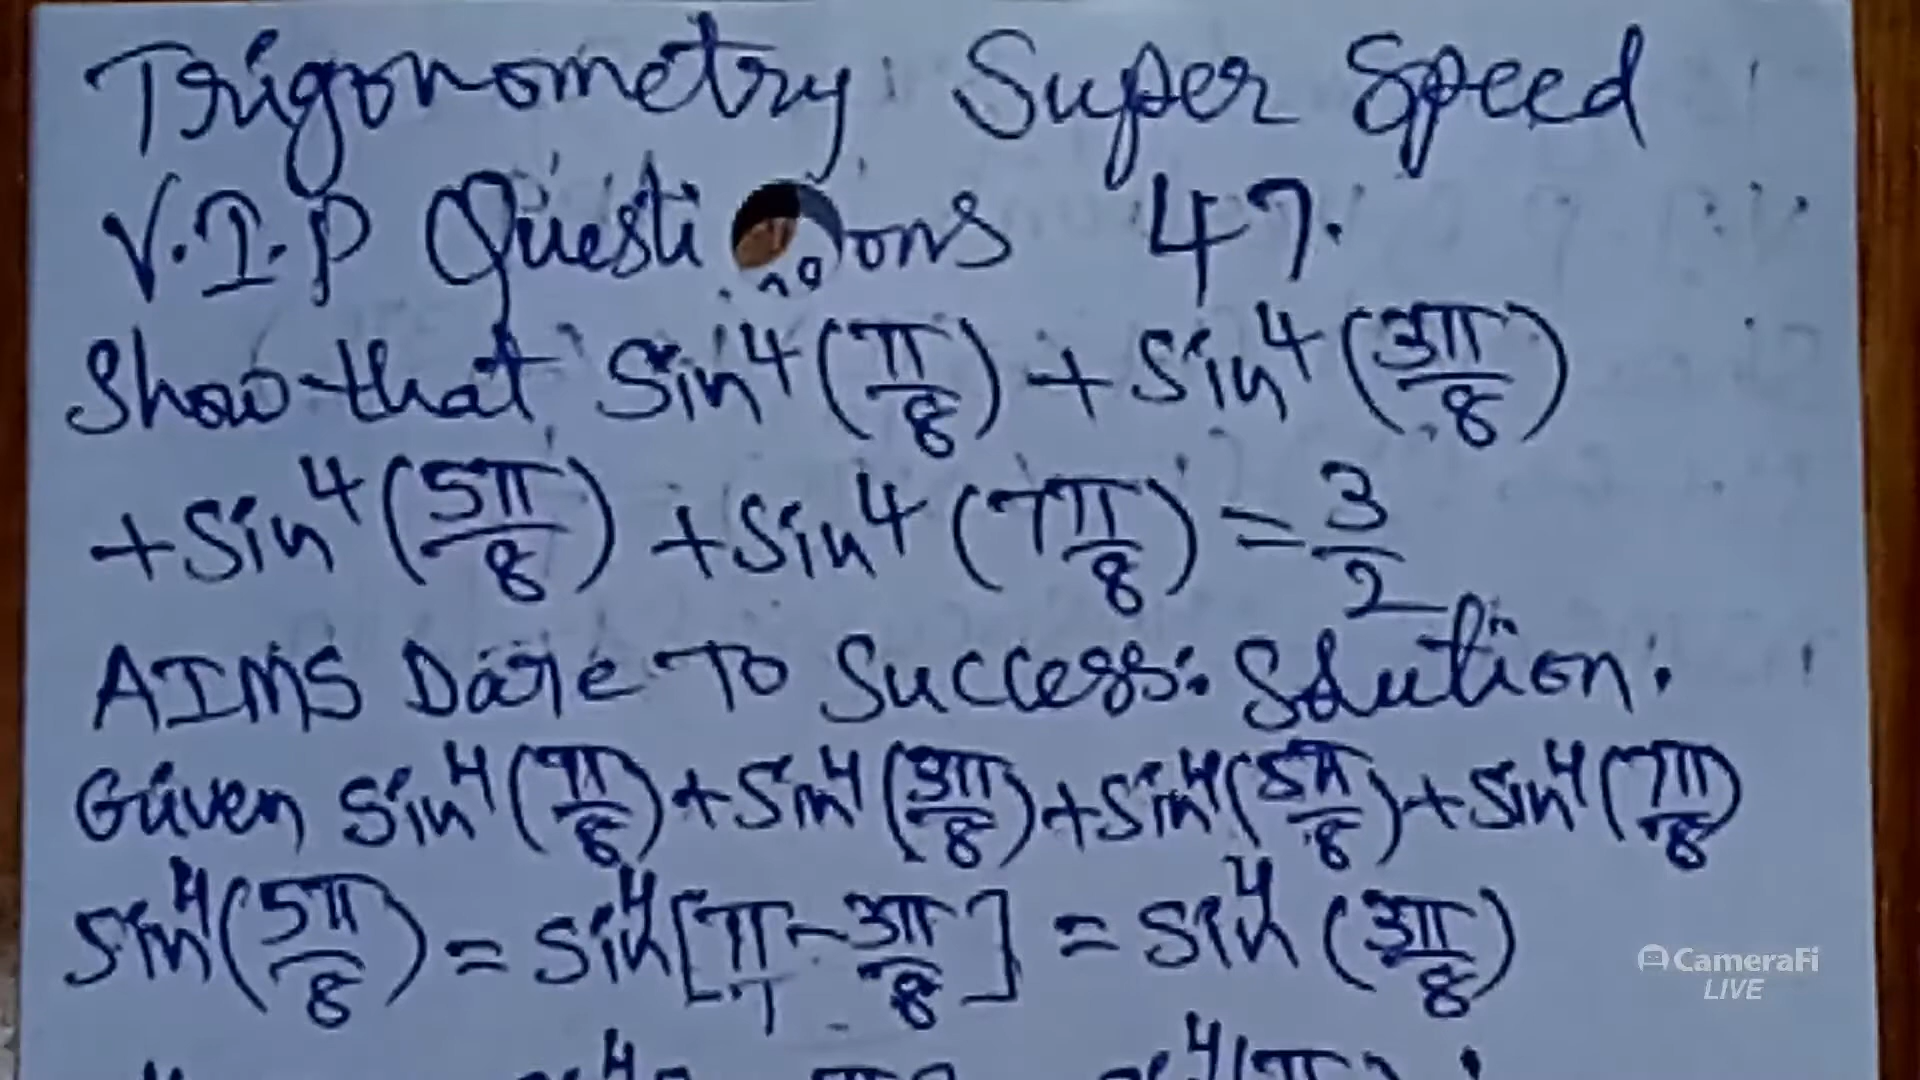 Trigonometry Super Speed
V.I.P Questions 47.
Show that Sin⁴(π/8) + Sin⁴(3π/8)
+ Sin⁴(5π/8) + Sin⁴(7π/8) = 3/2
AIMS Dare To Success: Solution.
Given Sin⁴(π/8) + Sin⁴(3π/8) + Sin⁴(5π/8) + Sin⁴(7π/8)
Sin⁴(5π/8) = Sin⁴[π - 3π/8] = Sin⁴(3π/8)
CameraFi
LIVE